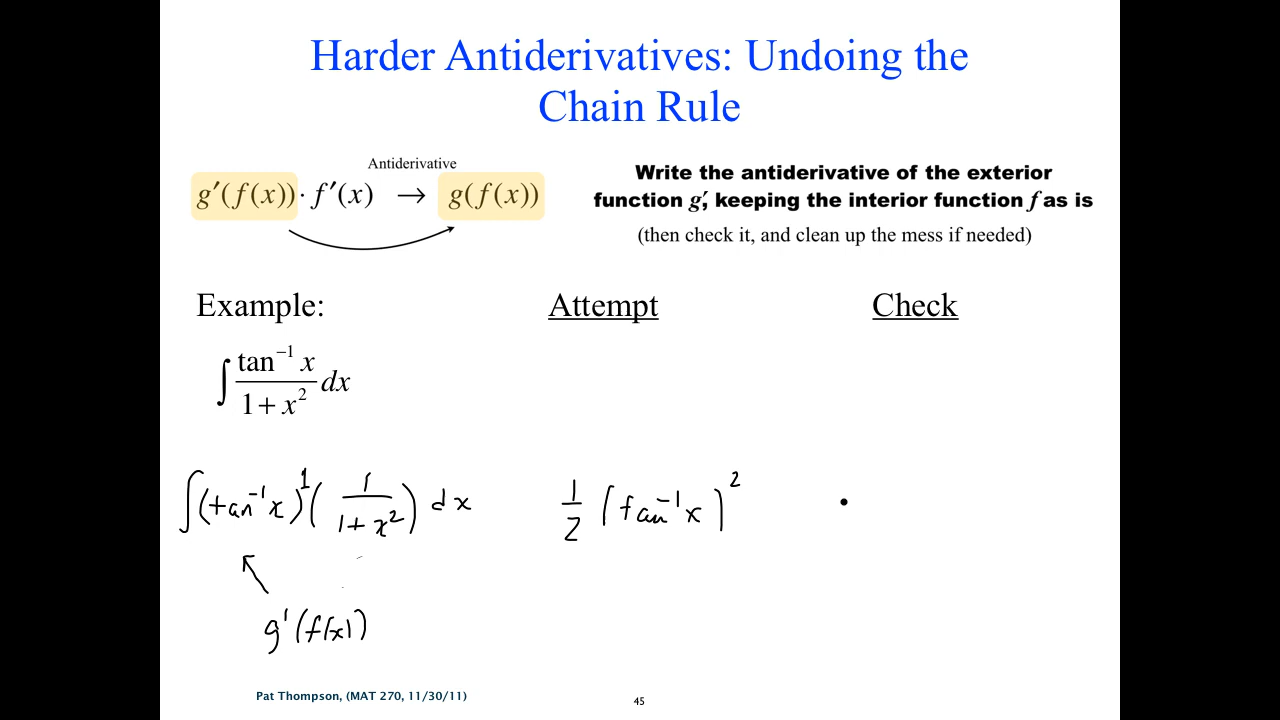 Harder Antiderivatives: Undoing the
Chain Rule
Antiderivative
g′(f(x)) · f′(x) → g(f(x))
Write the antiderivative of the exterior
function g′, keeping the interior function f as is
(then check it, and clean up the mess if needed)
Example: Attempt Check
∫ tan⁻¹ x / 1 + x² dx
∫(tan⁻¹x)¹(1 / 1 + x²) dx 1/2 (tan⁻¹x)²
g'(f(x))
Pat Thompson, (MAT 270, 11/30/11) 45